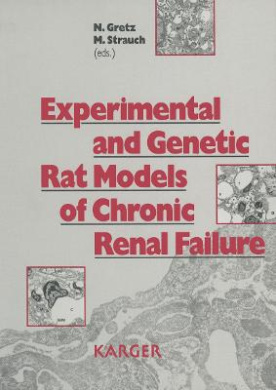 N. Gretz
M. Strauch
(eds.)
Experimental
and Genetic
Rat Models
of Chronic
Renal Failure
KARGER